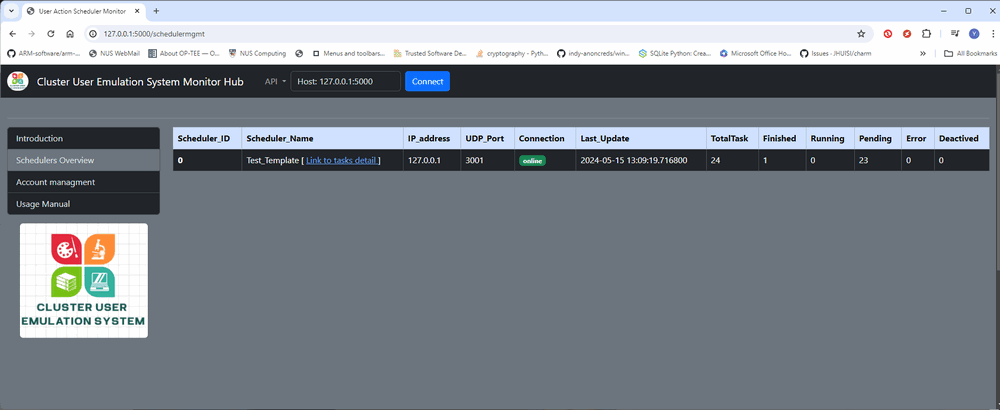 User Action Scheduler Monitor
127.0.0.1:5000/schedulermgmt
ARM-software/arm-... NUS WebMail About OP-TEE — O... NUS Computing Menus and toolbars... Trusted Software De... cryptography - Pyth... indy-anoncreds/win... SQLite Python: Crea... Microsoft Office Ho... Issues · JHUISI/charm All Bookmarks
Y
Cluster User Emulation System Monitor Hub API Host: 127.0.0.1:5000 Connect
Introduction
Schedulers Overview
Account managment
Usage Manual
CLUSTER USER
EMULATION SYSTEM
Scheduler_ID Scheduler_Name IP_address UDP_Port Connection Last_Update TotalTask Finished Running Pending Error Deactived
0 Test_Template [ Link to tasks detail ] 127.0.0.1 3001 online 2024-05-15 13:09:19.716800 24 1 0 23 0 0